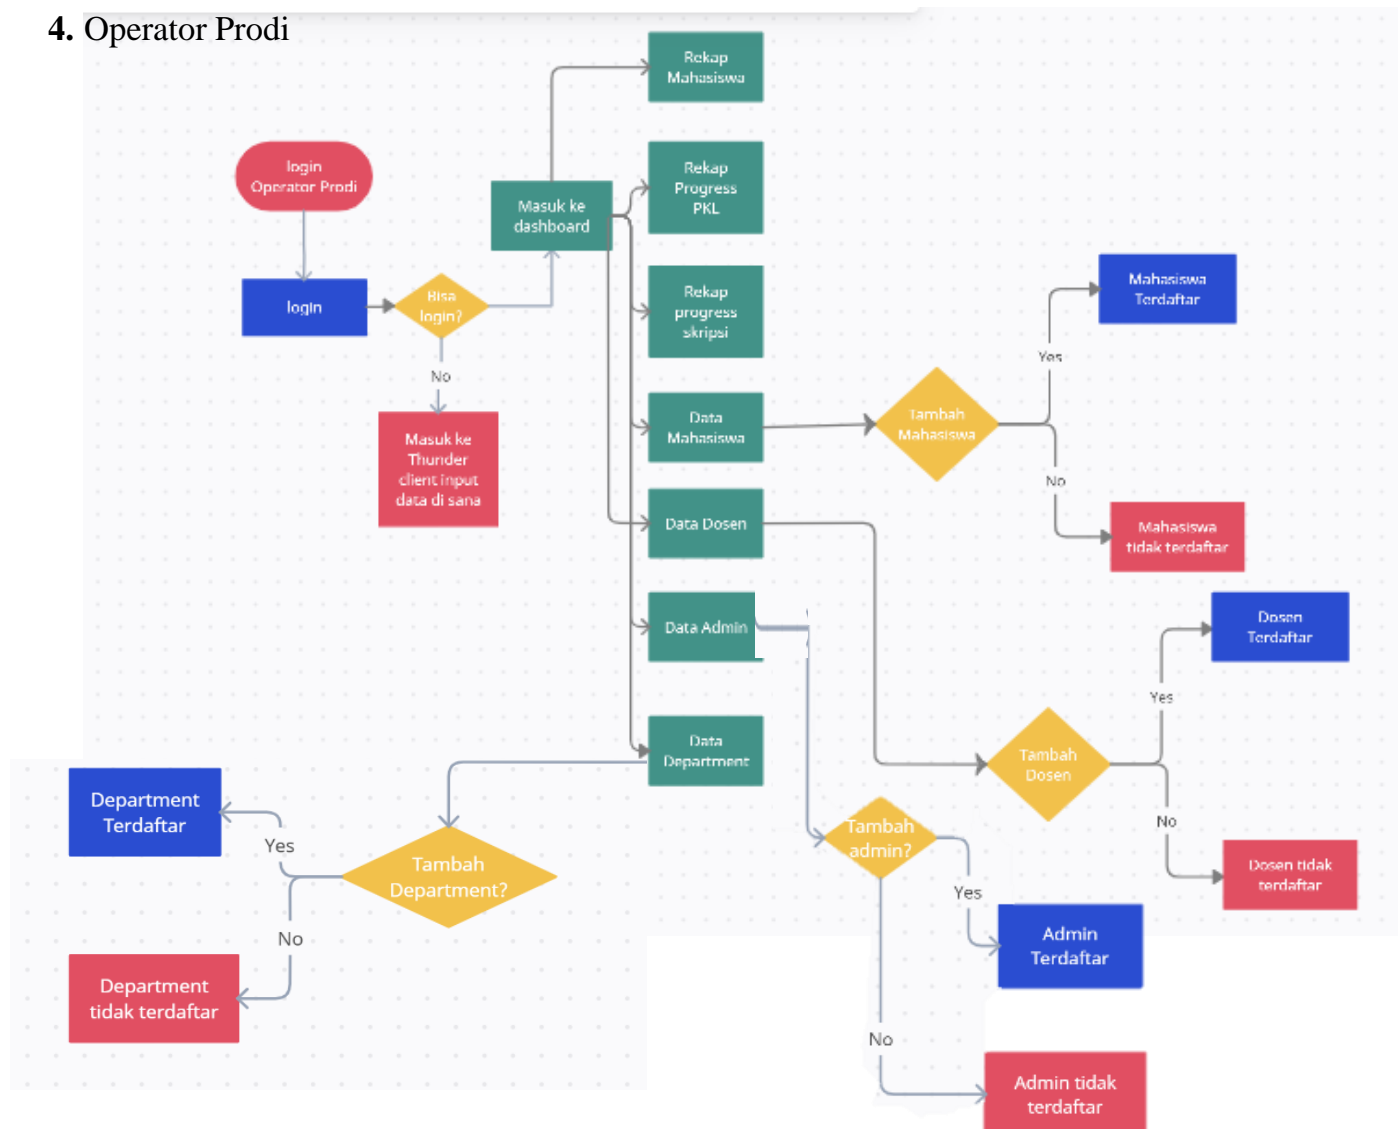 4. Operator Prodi
Rekap
Mahasiswa
login
Operator Prodi
Rekap
Progress
PKL
Masuk ke
dashboard
login
Bisa
login?
Rekap
progress
skripsi
Mahasiswa
Terdaftar
Yes
No
Masuk ke
Thunder
client input
data di sana
Data
Mahasiswa
Tambah
Mahasiswa
No
Mahasiswa
tidak terdaftar
Data Dosen
Data Admin
Dosen
Terdaftar
Yes
Data
Department
Tambah
Dosen
No
Dosen tidak
terdaftar
Department
Terdaftar
Yes
Tambah
Department?
No
Department
tidak terdaftar
Tambah
admin?
Yes
Admin
Terdaftar
No
Admin tidak
terdaftar